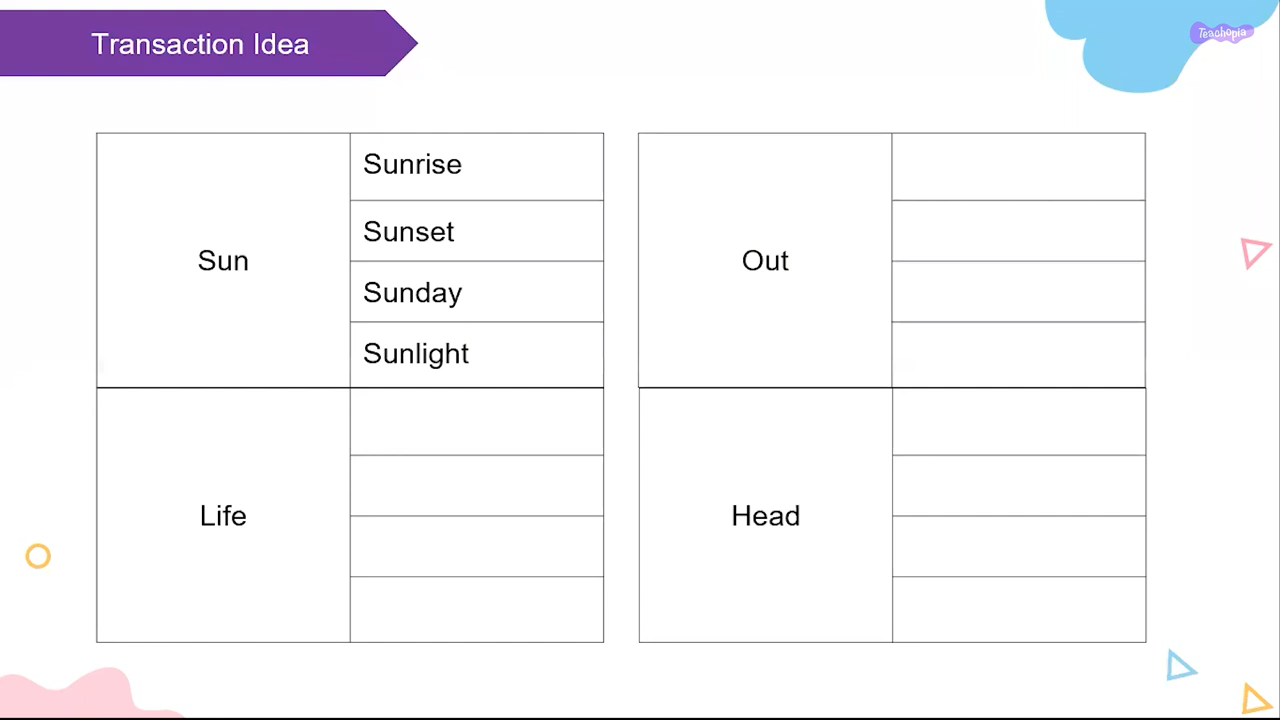 Transaction Idea
Teachopia
Sun
Sunrise
Sunset
Sunday
Sunlight
Out
Life
Head